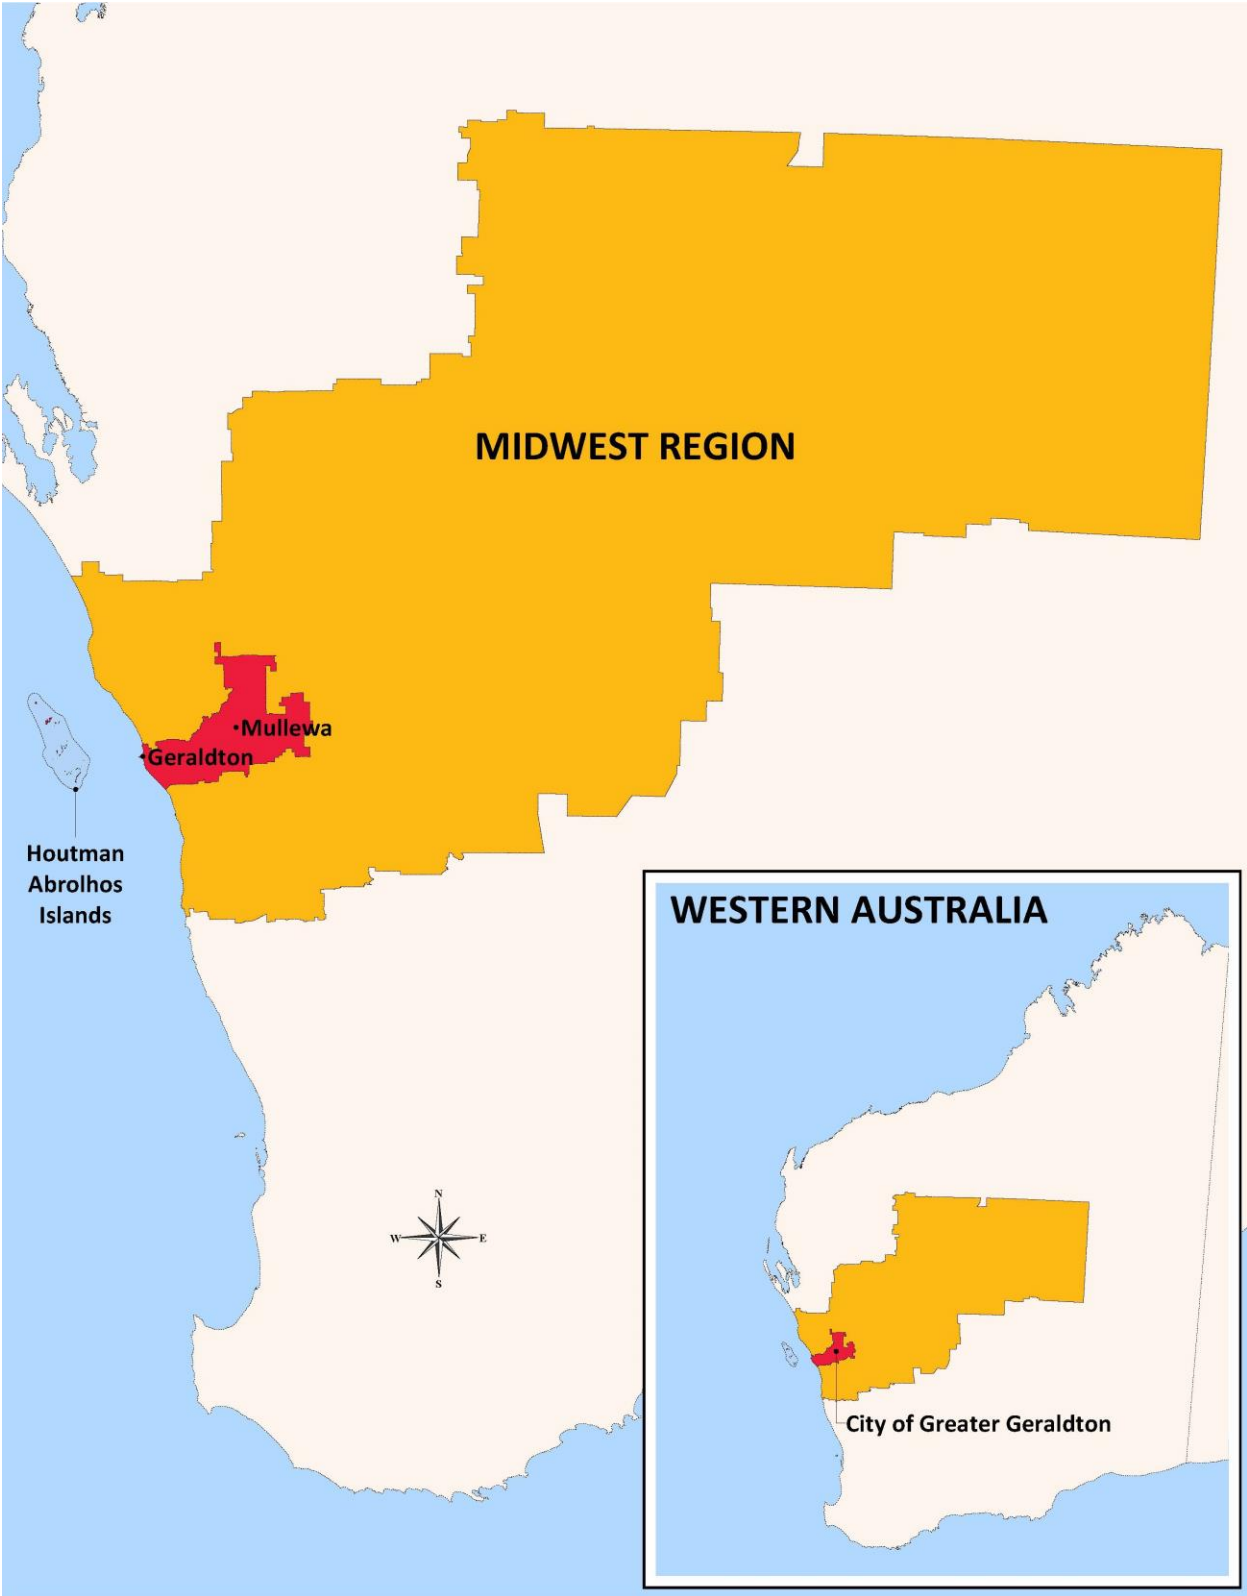 MIDWEST REGION
Mullewa
Geraldton
Houtman
Abrolhos
Islands
WESTERN AUSTRALIA
N
W
E
S
City of Greater Geraldton